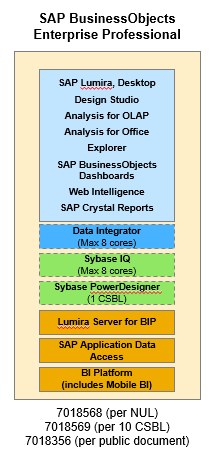 SAP BusinessObjects
Enterprise Professional
SAP Lumira, Desktop
Design Studio
Analysis for OLAP
Analysis for Office
Explorer
SAP BusinessObjects
Dashboards
Web Intelligence
SAP Crystal Reports
Data Integrator
(Max 8 cores)
Sybase IQ
(Max 8 cores)
Sybase PowerDesigner
(1 CSBL)
Lumira Server for BIP
SAP Application Data
Access
BI Platform
(includes Mobile BI)
7018568 (per NUL)
7018569 (per 10 CSBL)
7018356 (per public document)